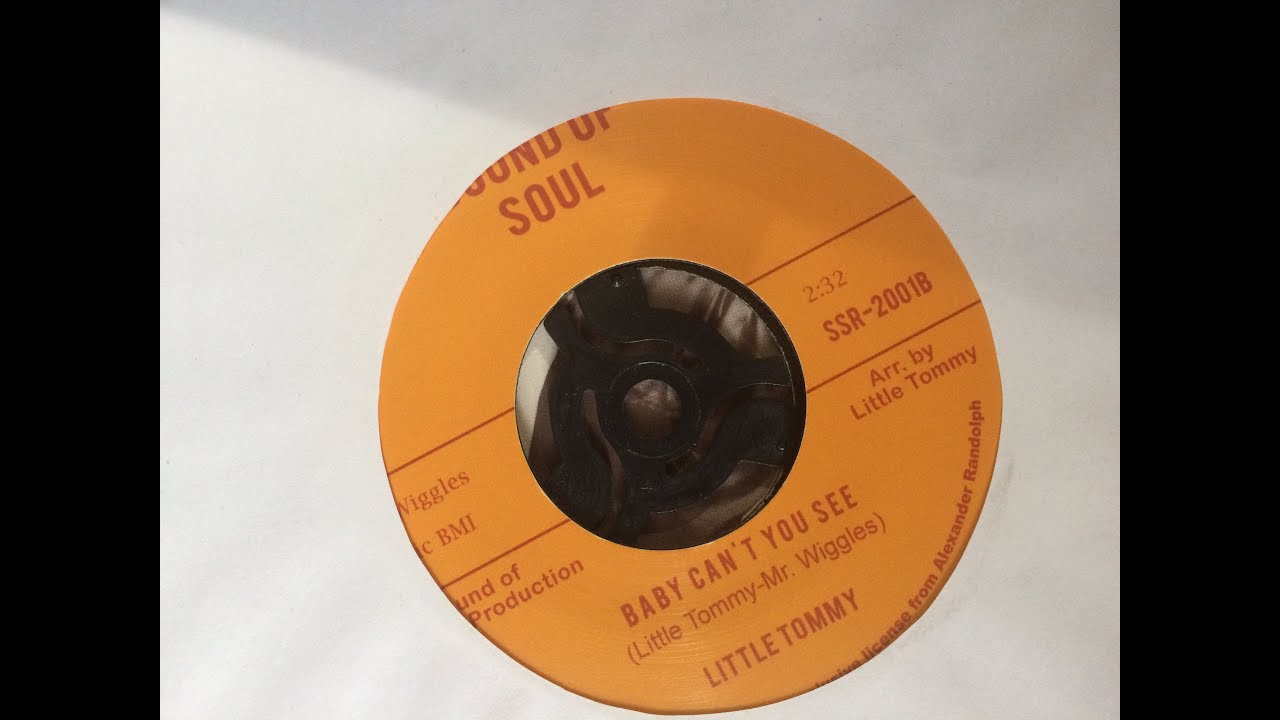 SOUND OF
SOUL
2:32
SSR-2001B
Arr. by
Little Tommy
Wiggles
BMI
Production
BABY CAN'T YOU SEE
(Little Tommy-Mr. Wiggles)
LITTLE TOMMY
license from Alexander Randolph